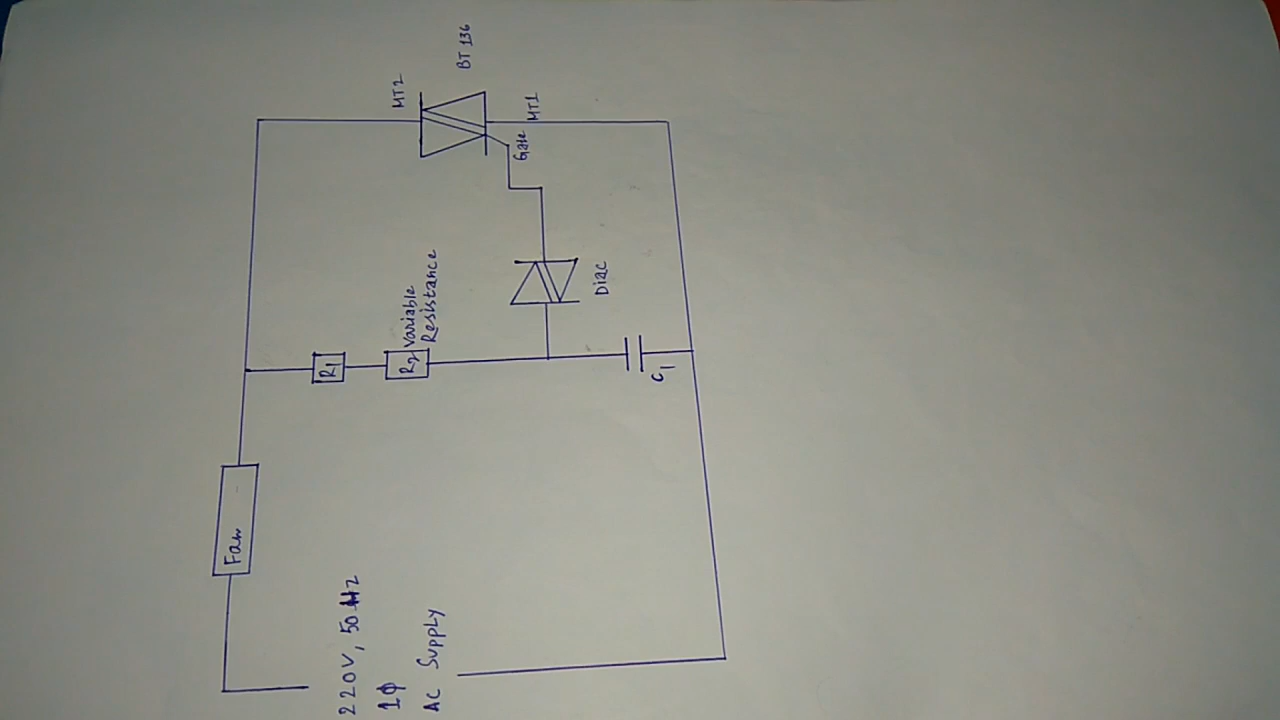 BT 136
MT2
MT1
Gate
Diac
R1
R2
Variable
Resistance
C1
Fan
220V, 50HZ
1Φ
AC Supply